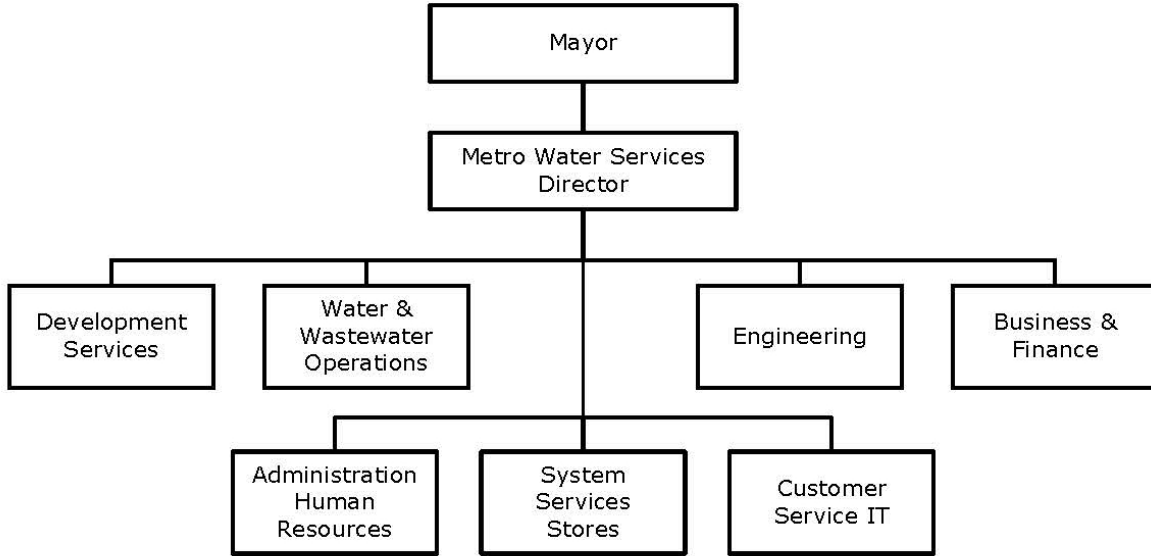 Mayor
Metro Water Services
Director
Development
Services
Water &
Wastewater
Operations
Engineering
Business &
Finance
Administration
Human
Resources
System
Services
Stores
Customer
Service IT